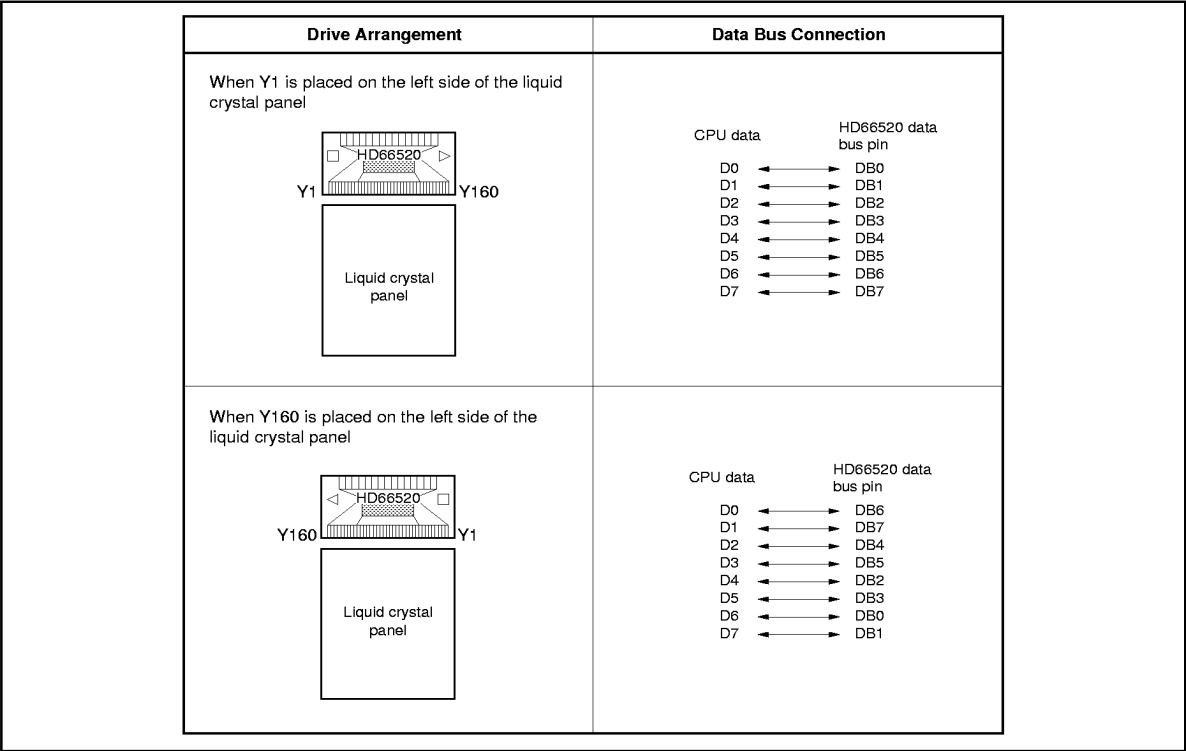 Drive Arrangement
Data Bus Connection
When Y1 is placed on the left side of the liquid
crystal panel
HD66520
Y1
Y160
Liquid crystal
panel
CPU data
HD66520 data
bus pin
D0 DB0
D1 DB1
D2 DB2
D3 DB3
D4 DB4
D5 DB5
D6 DB6
D7 DB7
When Y160 is placed on the left side of the
liquid crystal panel
HD66520
Y160
Y1
Liquid crystal
panel
CPU data
HD66520 data
bus pin
D0 DB6
D1 DB7
D2 DB4
D3 DB5
D4 DB2
D5 DB3
D6 DB0
D7 DB1